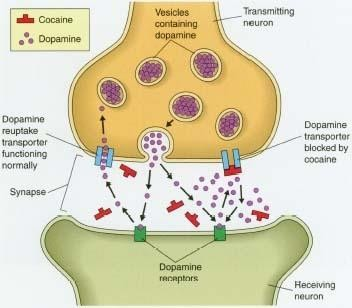 Cocaine
Dopamine
Vesicles
containing
dopamine
Transmitting
neuron
Dopamine
reuptake
transporter
functioning
normally
Dopamine
transporter
blocked by
cocaine
Synapse
Dopamine
receptors
Receiving
neuron